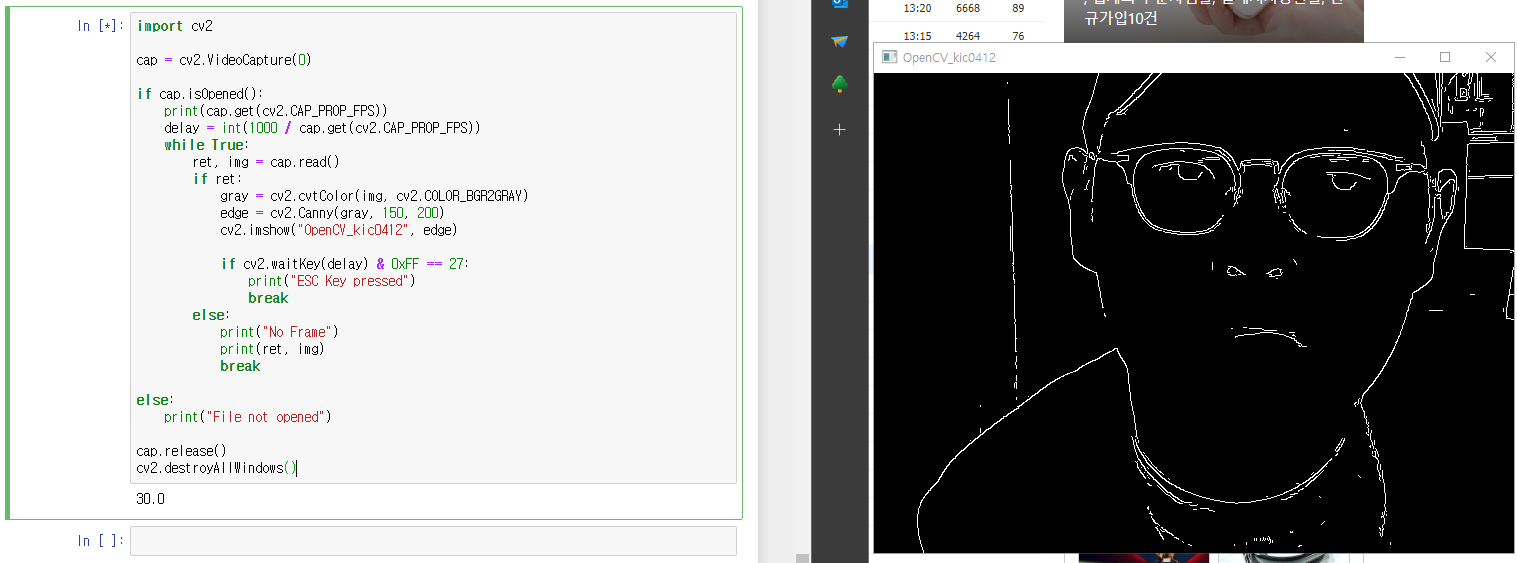 In [*]:
import cv2
cap = cv2.VideoCapture(0)
if cap.isOpened():
print(cap.get(cv2.CAP_PROP_FPS))
delay = int(1000 / cap.get(cv2.CAP_PROP_FPS))
while True:
ret, img = cap.read()
if ret:
gray = cv2.cvtColor(img, cv2.COLOR_BGR2GRAY)
edge = cv2.Canny(gray, 150, 200)
cv2.imshow("OpenCV_kic0412", edge)
if cv2.waitKey(delay) & 0xFF == 27:
print("ESC Key pressed")
break
else:
print("No Frame")
print(ret, img)
break
else:
print("File not opened")
cap.release()
cv2.destroyAllWindows()
30.0
In [ ]:
13:20 6668 89
13:15 4264 76
규가입10건
OpenCV_kic0412